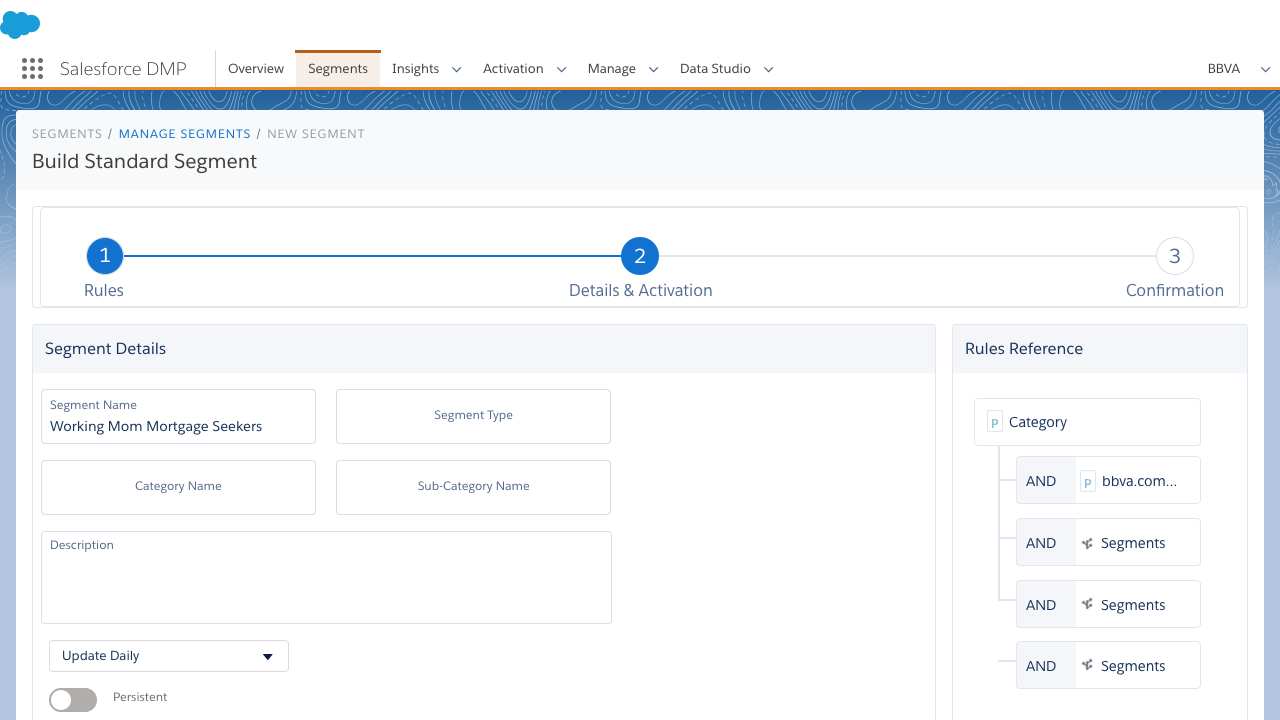 Salesforce DMP
Overview
Segments
Insights
Activation
Manage
Data Studio
BBVA
SEGMENTS / MANAGE SEGMENTS / NEW SEGMENT
Build Standard Segment
1
2
3
Rules
Details & Activation
Confirmation
Segment Details
Segment Name
Working Mom Mortgage Seekers
Segment Type
Category Name
Sub-Category Name
Description
Update Daily
Persistent
Rules Reference
P Category
AND P bbva.com...
AND Segments
AND Segments
AND Segments